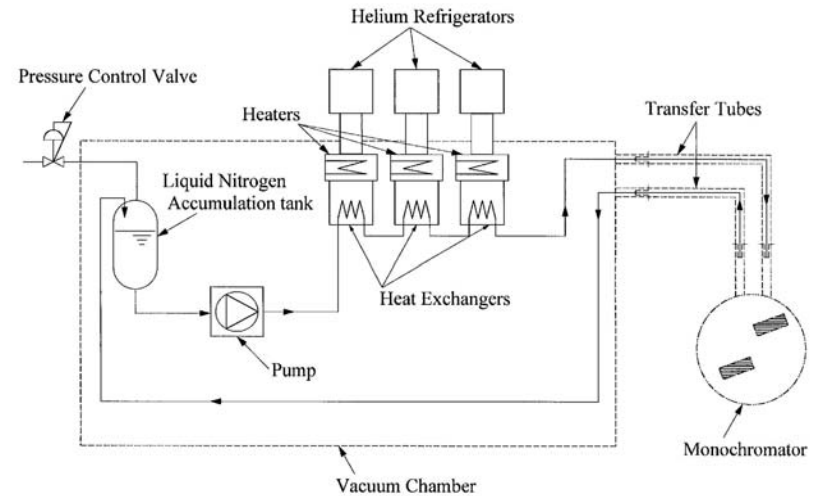 Helium Refrigerators
Pressure Control Valve
Heaters
Transfer Tubes
Liquid Nitrogen
Accumulation tank
Heat Exchangers
Pump
Monochromator
Vacuum Chamber